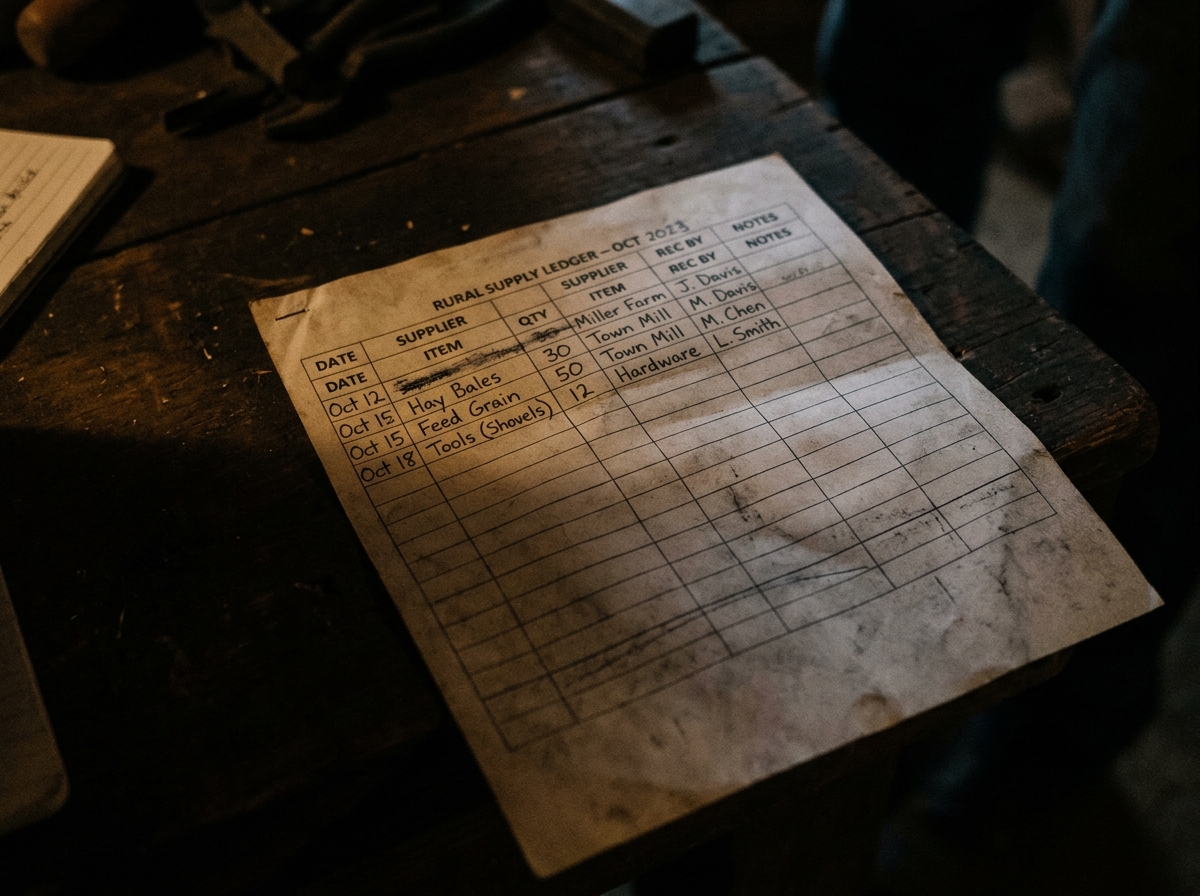 RURAL SUPPLY LEDGER – OCT 2023
DATE SUPPLIER SUPPLIER REC BY NOTES
DATE ITEM QTY ITEM REC BY NOTES
Oct 12 Miller Farm J. Davis
Oct 15 Hay Bales 30 Town Mill M. Davis
Oct 15 Feed Grain 50 Town Mill M. Chen
Oct 18 Tools (Shovels) 12 Hardware L. Smith